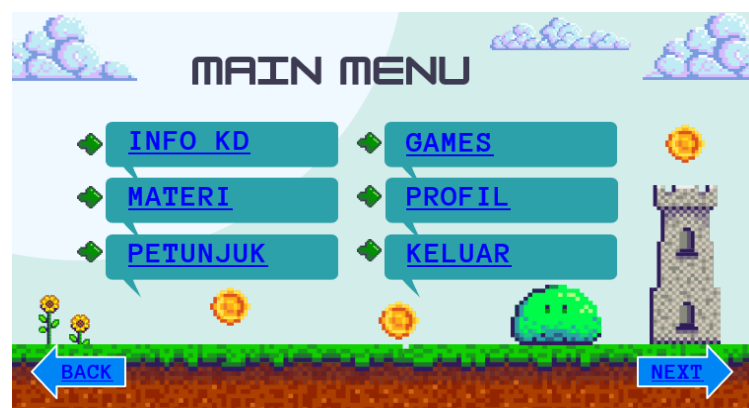 MAIN MENU
INFO KD
GAMES
MATERI
PROFIL
PETUNJUK
KELUAR
BACK
NEXT